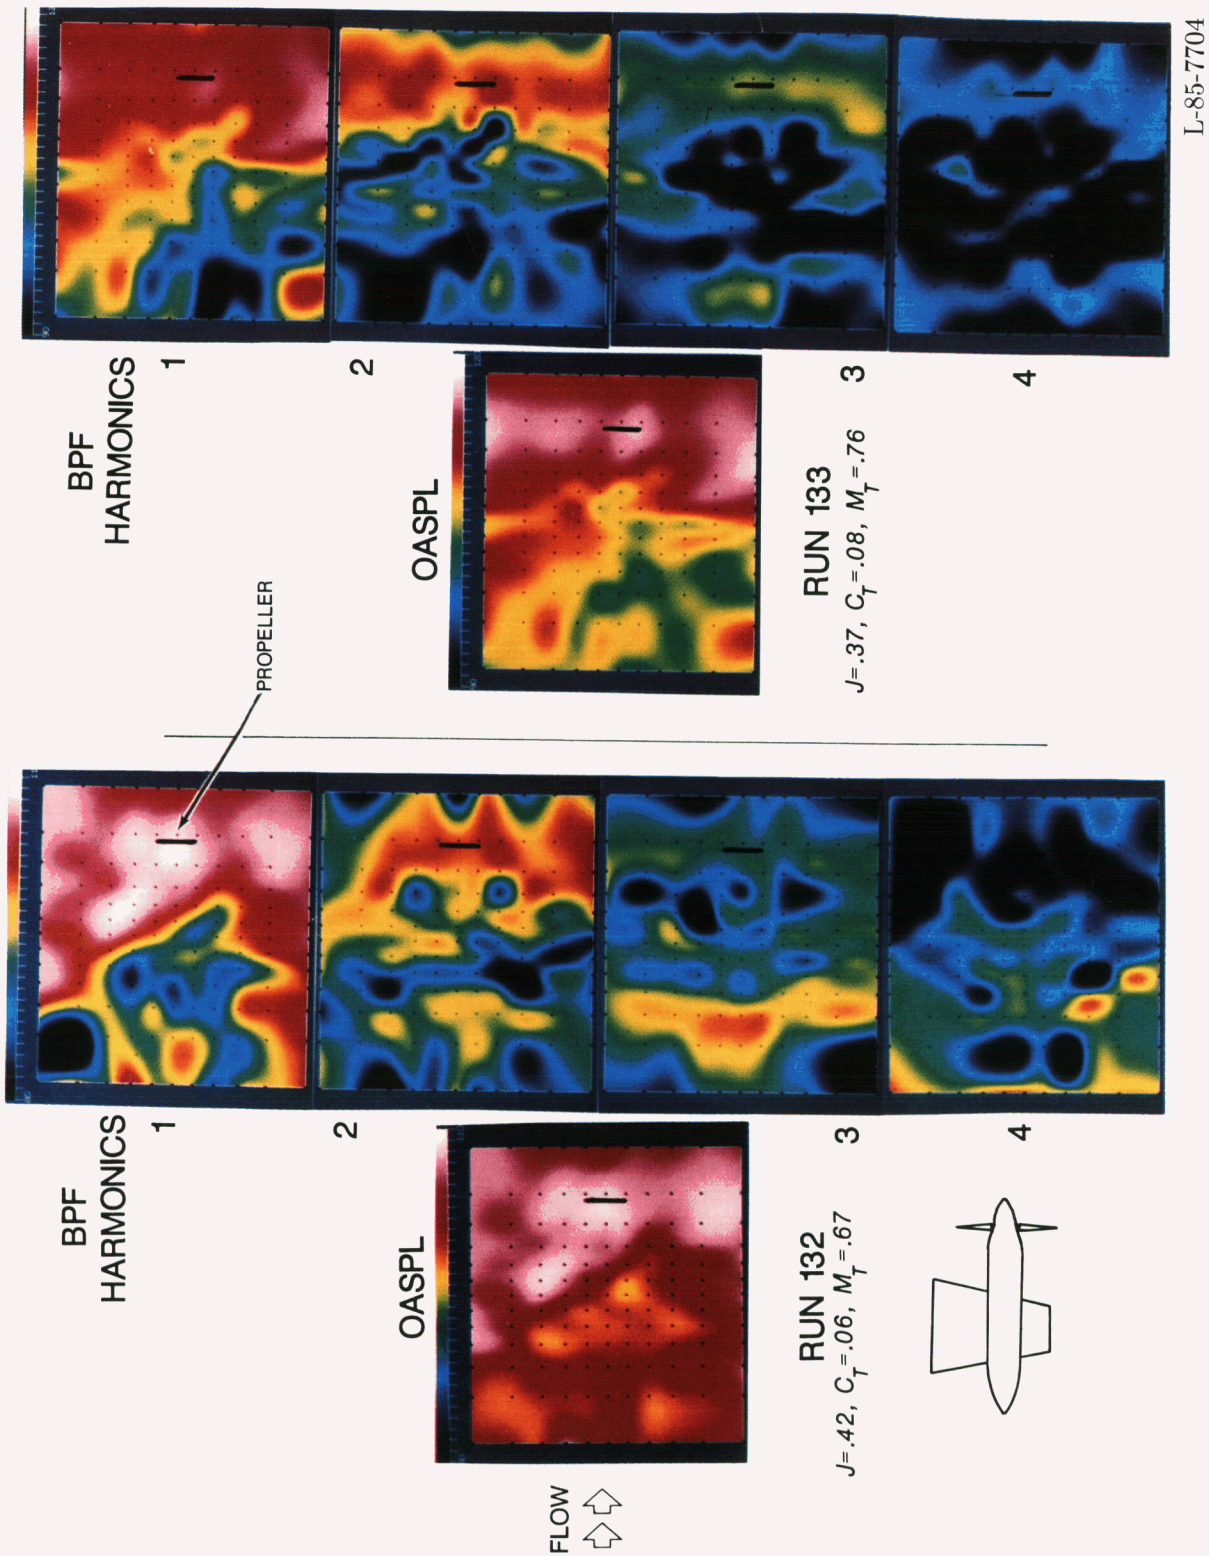 BPF
HARMONICS
1
2
3
4
OASPL
FLOW
RUN 132
J=.42, C_T=.06, M_T=.67
PROPELLER
BPF
HARMONICS
1
2
3
4
OASPL
RUN 133
J=.37, C_T=.08, M_T=.76
L-85-7704